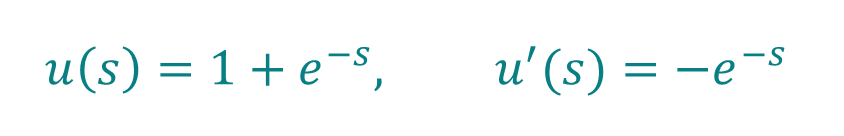 u(s) = 1 + e^{-s},    u'(s) = -e^{-s}